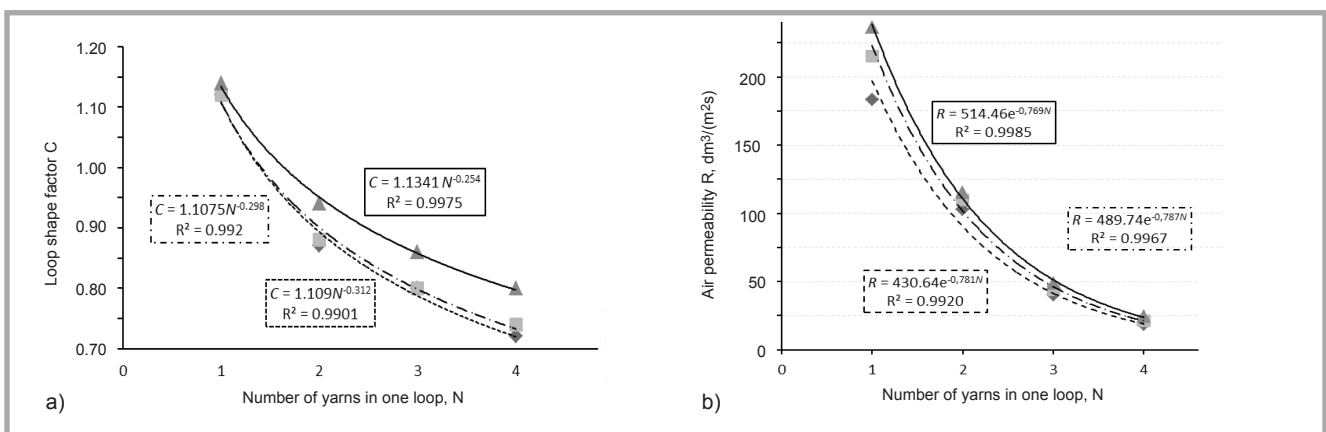 1.20
1.10
1.00
0.90
0.80
0.70
Loop shape factor C
C = 1.1341 N^-0.254
R² = 0.9975
C = 1.1075N^-0.298
R² = 0.992
C = 1.109N^-0.312
R² = 0.9901
0 1 2 3 4
Number of yarns in one loop, N
a)
200
150
100
50
0
Air permeability R, dm³/(m²s)
R = 514.46e^-0,769N
R² = 0.9985
R = 489.74e^-0,787N
R² = 0.9967
R = 430.64e^-0,781N
R² = 0.9920
0 1 2 3 4
Number of yarns in one loop, N
b)